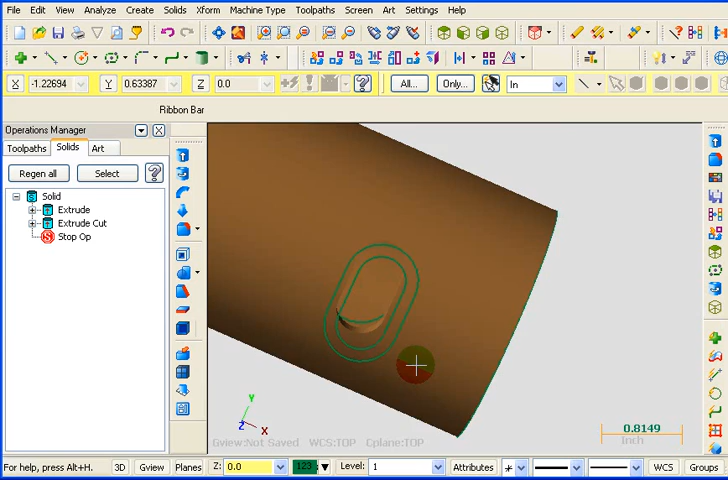 File Edit View Analyze Create Solids Xform Machine Type Toolpaths Screen Art Settings Help
X -1.22694 Y 0.63387 Z 0.0 All... Only... In
Ribbon Bar
Operations Manager
Toolpaths Solids Art
Regen all Select
Solid
Extrude
Extrude Cut
Stop Op
Y
Z X
Gview:Not Saved WCS:TOP Cplane:TOP
0.8149
Inch
For help, press Alt+H. 3D Gview Planes Z: 0.0 123 Level: 1 Attributes * WCS Groups